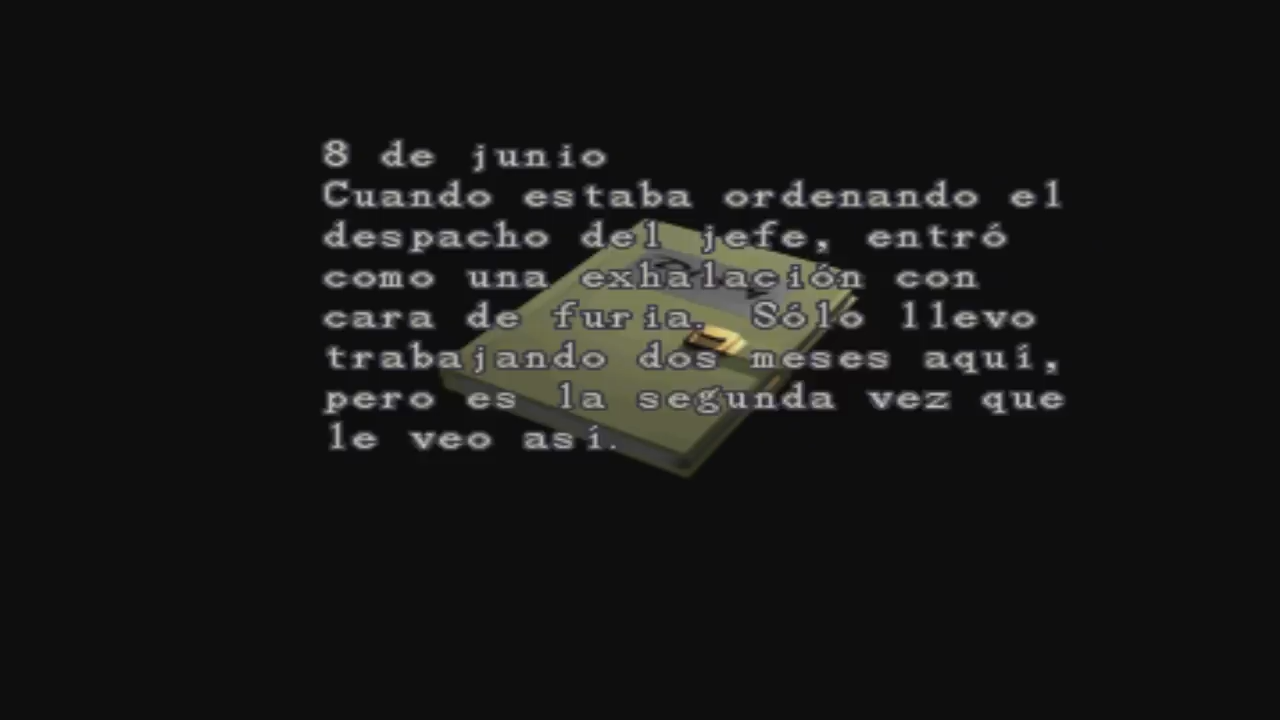 8 de junio
Cuando estaba ordenando el
despacho del jefe, entró
como una exhalación con
cara de furia. Sólo llevo
trabajando dos meses aquí,
pero es la segunda vez que
le veo así.
Diary